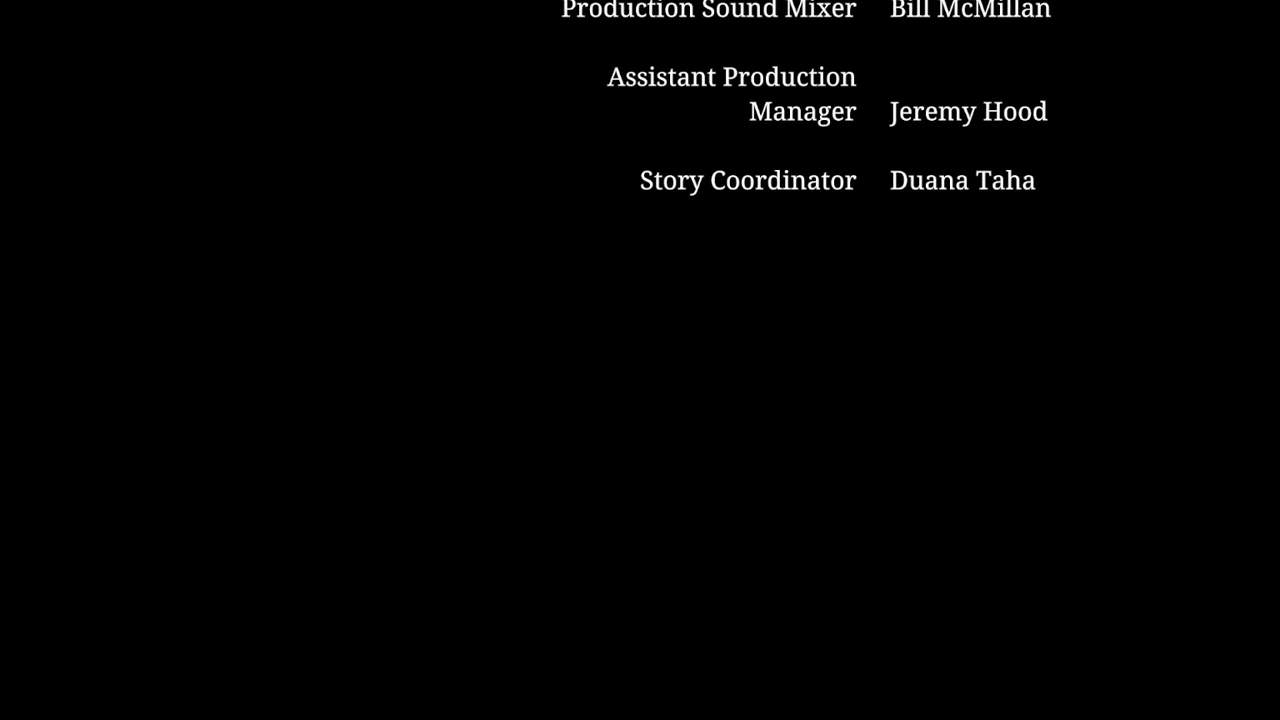 Production Sound Mixer Bill McMillan
Assistant Production
Manager Jeremy Hood
Story Coordinator Duana Taha